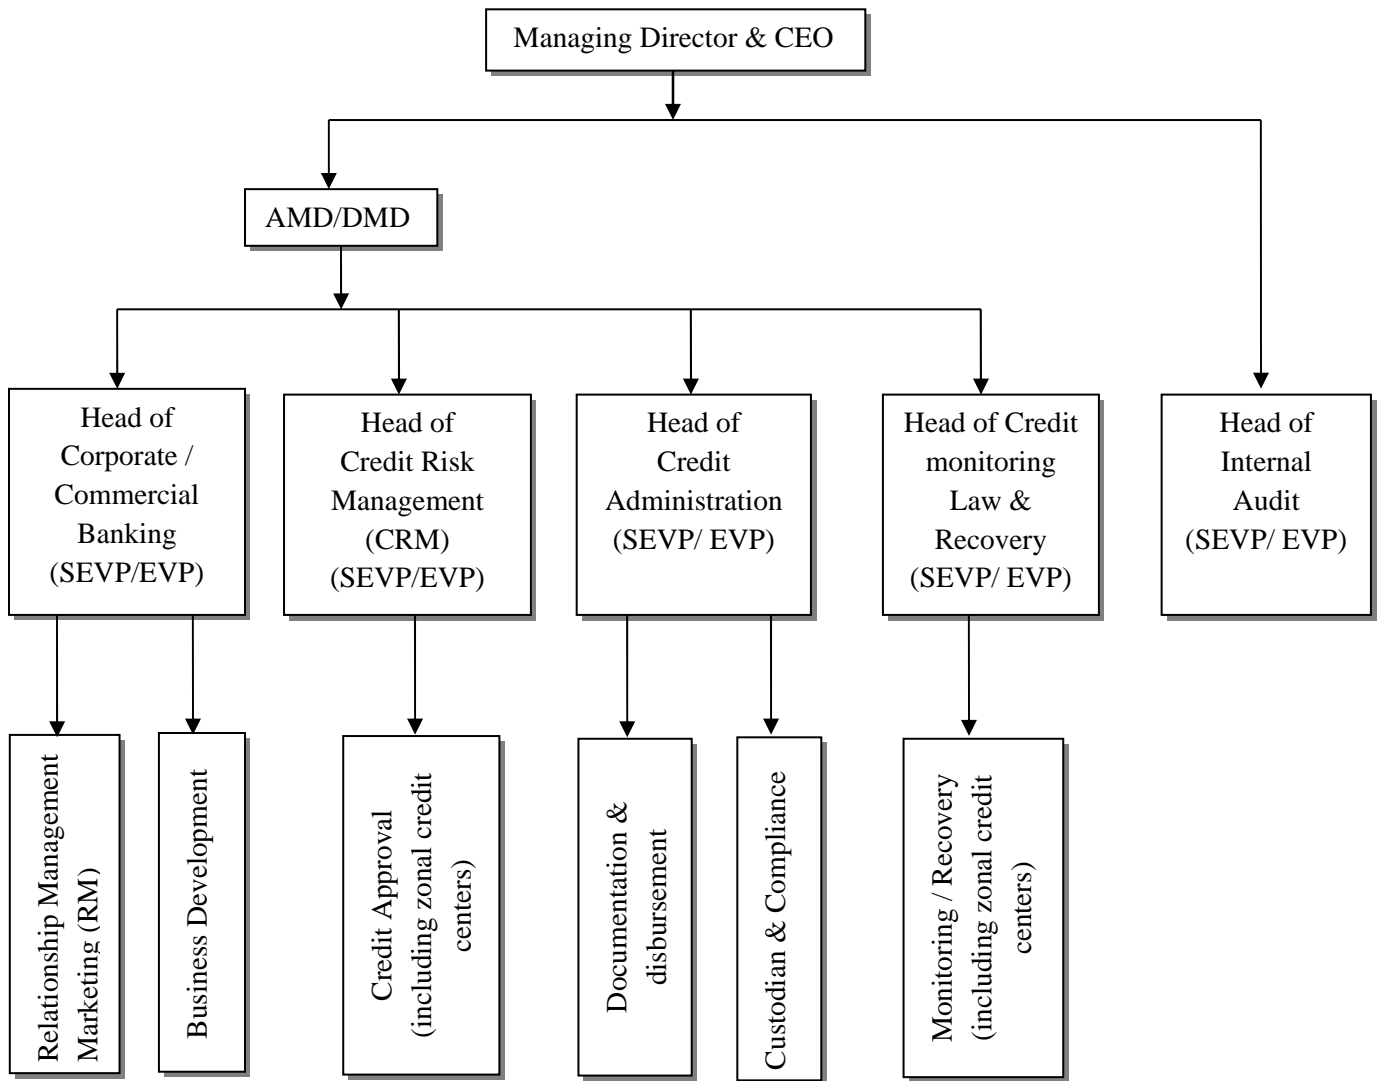 Managing Director & CEO
AMD/DMD
Head of
Corporate /
Commercial
Banking
(SEVP/EVP)
Head of
Credit Risk
Management
(CRM)
(SEVP/EVP)
Head of
Credit
Administration
(SEVP/ EVP)
Head of Credit
monitoring
Law &
Recovery
(SEVP/ EVP)
Head of
Internal
Audit
(SEVP/ EVP)
Relationship Management
Marketing (RM)
Business Development
Credit Approval
(including zonal credit
centers)
Documentation &
disbursement
Custodian & Compliance
Monitoring / Recovery
(including zonal credit
centers)